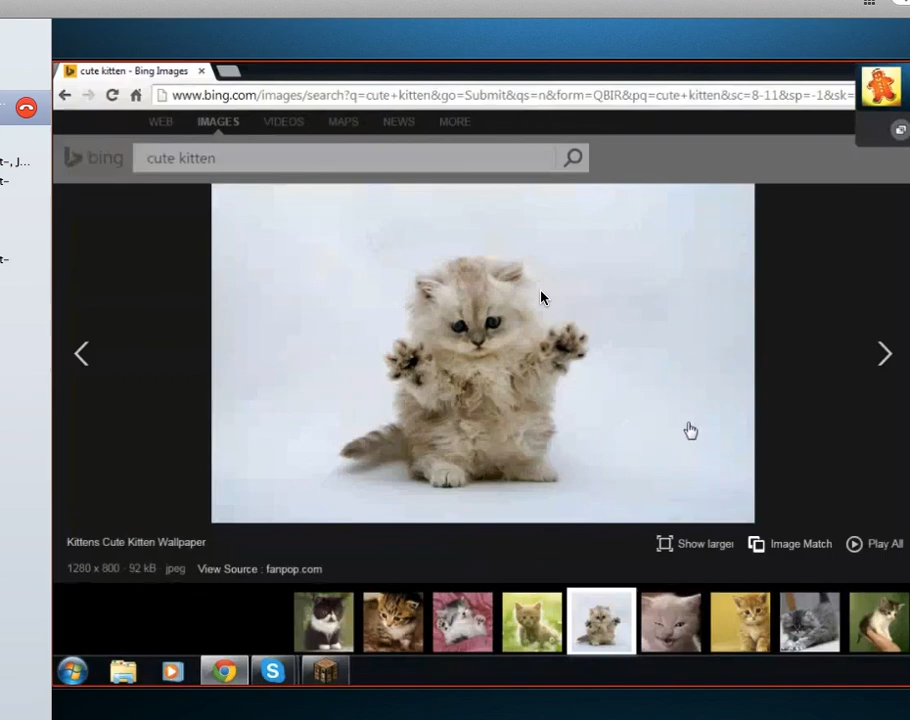 cute kitten - Bing Images
www.bing.com/images/search?q=cute+kitten&go=Submit&qs=n&form=QBIR&pq=cute+kitten&sc=8-11&sp=-1&sk=
WEB IMAGES VIDEOS MAPS NEWS MORE
bing cute kitten
t-, J...
t-
t-
Kittens Cute Kitten Wallpaper
Show larger Image Match Play All
1280 x 800 · 92 kB · jpeg View Source : fanpop.com